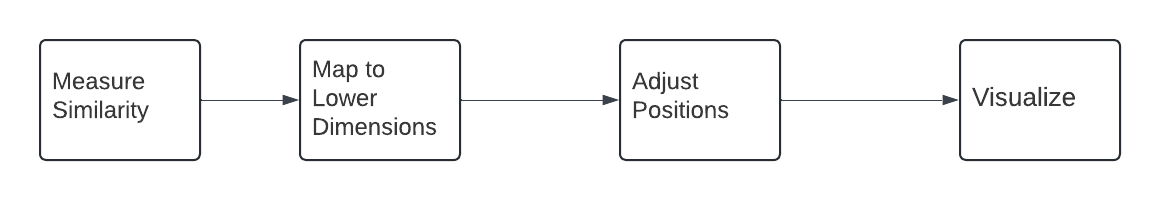 Measure
Similarity
Map to
Lower
Dimensions
Adjust
Positions
Visualize